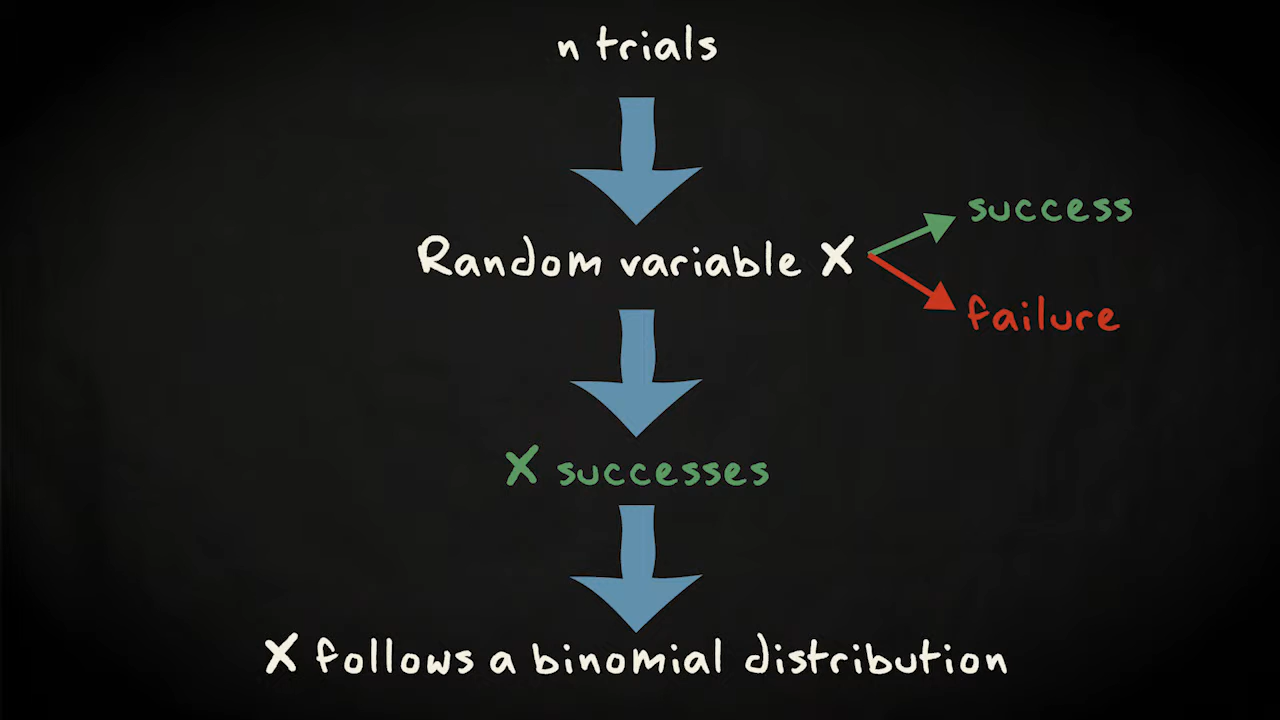 n trials
Random variable X
success
failure
X successes
X follows a binomial distribution